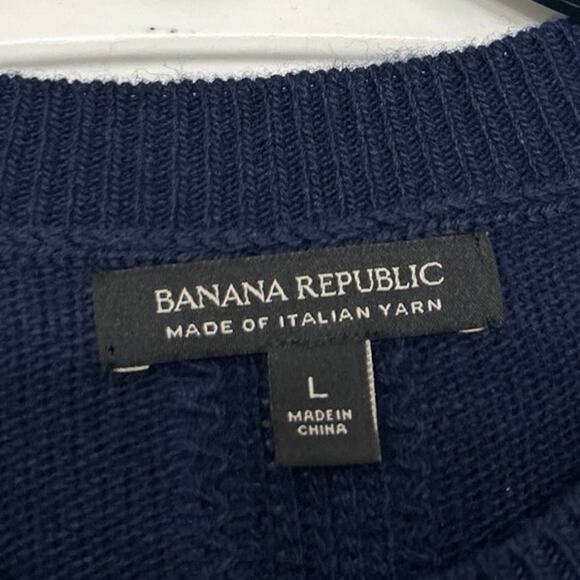 BANANA REPUBLIC
MADE OF ITALIAN YARN
L
MADE IN
CHINA